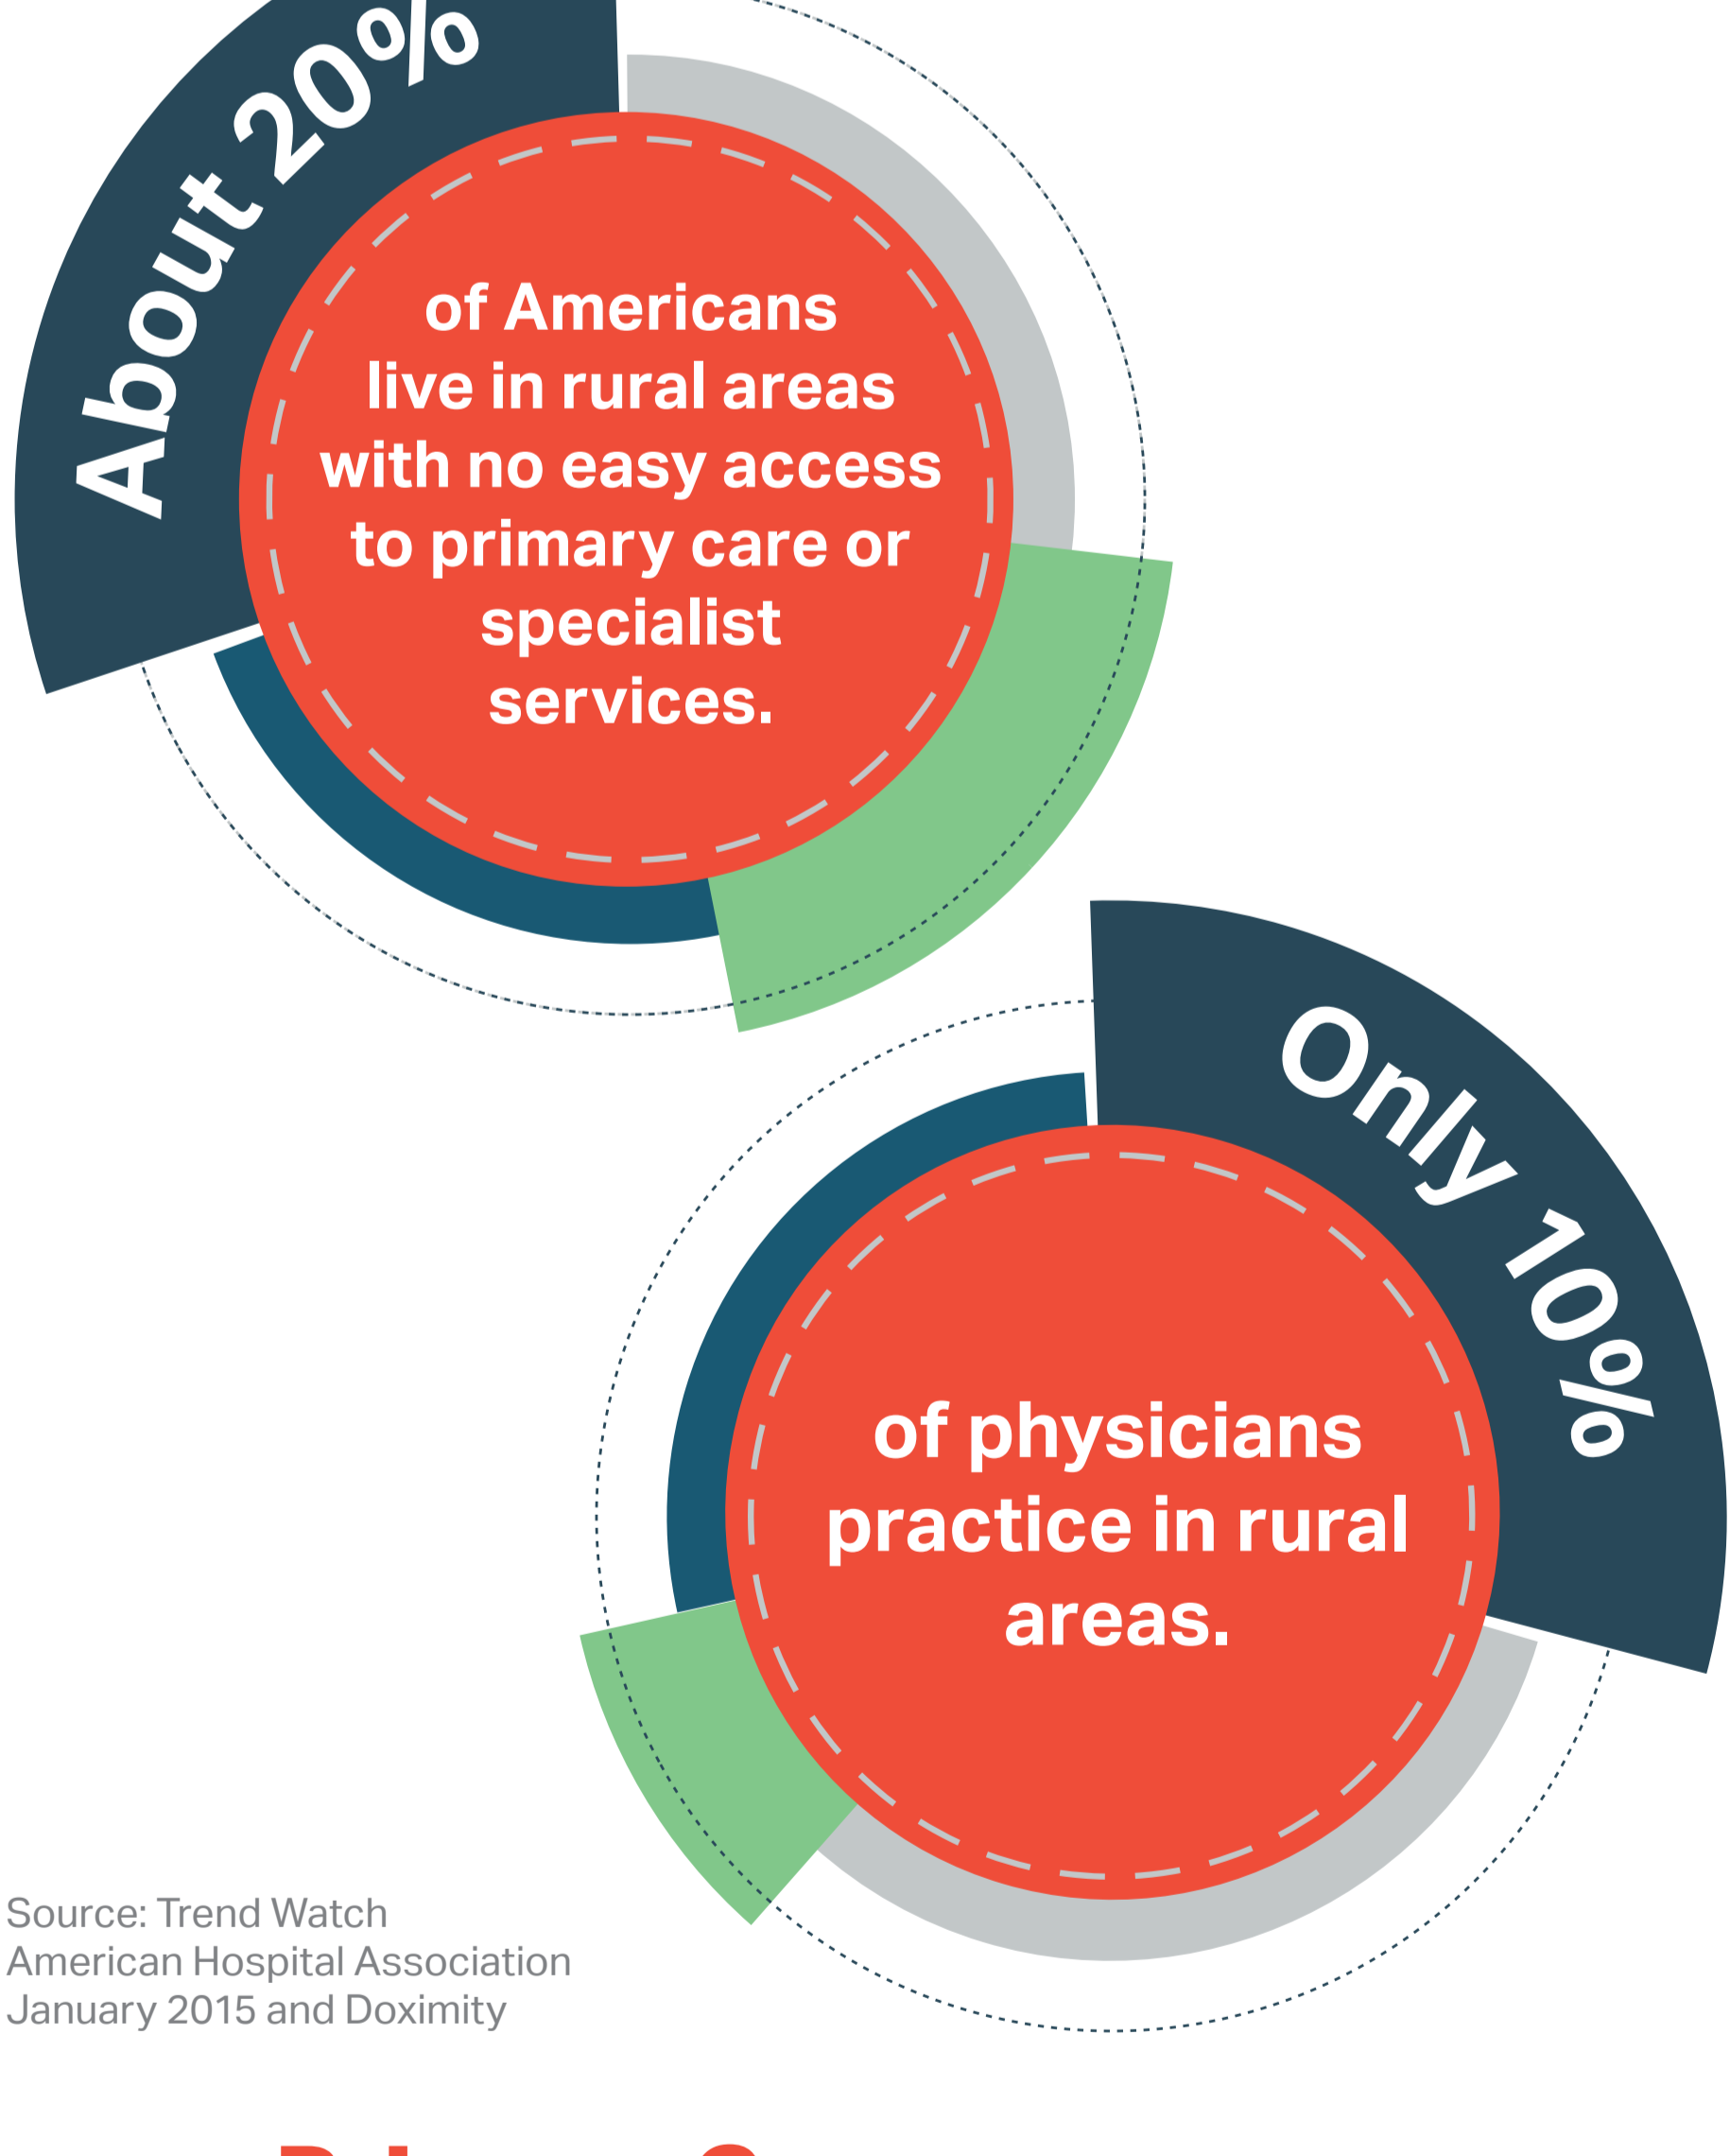 About 20%
of Americans
live in rural areas
with no easy access
to primary care or
specialist
services.
Only 10%
of physicians
practice in rural
areas.
Source: Trend Watch
American Hospital Association
January 2015 and Doximity